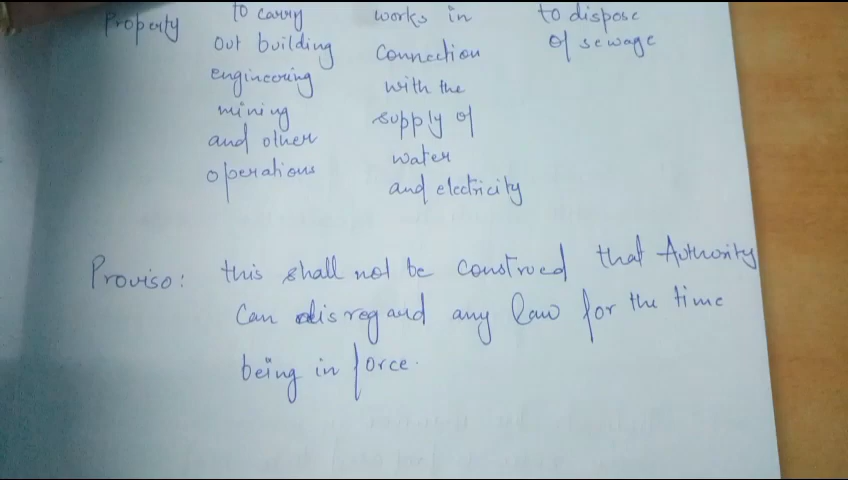 Property
to carry
out building
engineering
mining
and other
operations
works in
connection
with the
supply of
water
and electricity
to dispose
of sewage
Proviso: this shall not be construed that Authority
can disregard any law for the time
being in force.